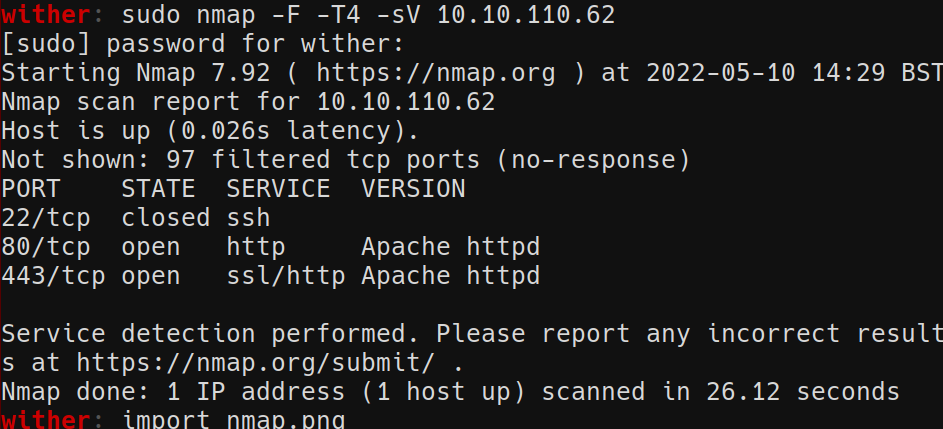 wither: sudo nmap -F -T4 -sV 10.10.110.62
[sudo] password for wither:
Starting Nmap 7.92 ( https://nmap.org ) at 2022-05-10 14:29 BST
Nmap scan report for 10.10.110.62
Host is up (0.026s latency).
Not shown: 97 filtered tcp ports (no-response)
PORT    STATE  SERVICE  VERSION
22/tcp  closed ssh
80/tcp  open   http     Apache httpd
443/tcp open   ssl/http Apache httpd

Service detection performed. Please report any incorrect result
s at https://nmap.org/submit/ .
Nmap done: 1 IP address (1 host up) scanned in 26.12 seconds
wither: import nmap.png